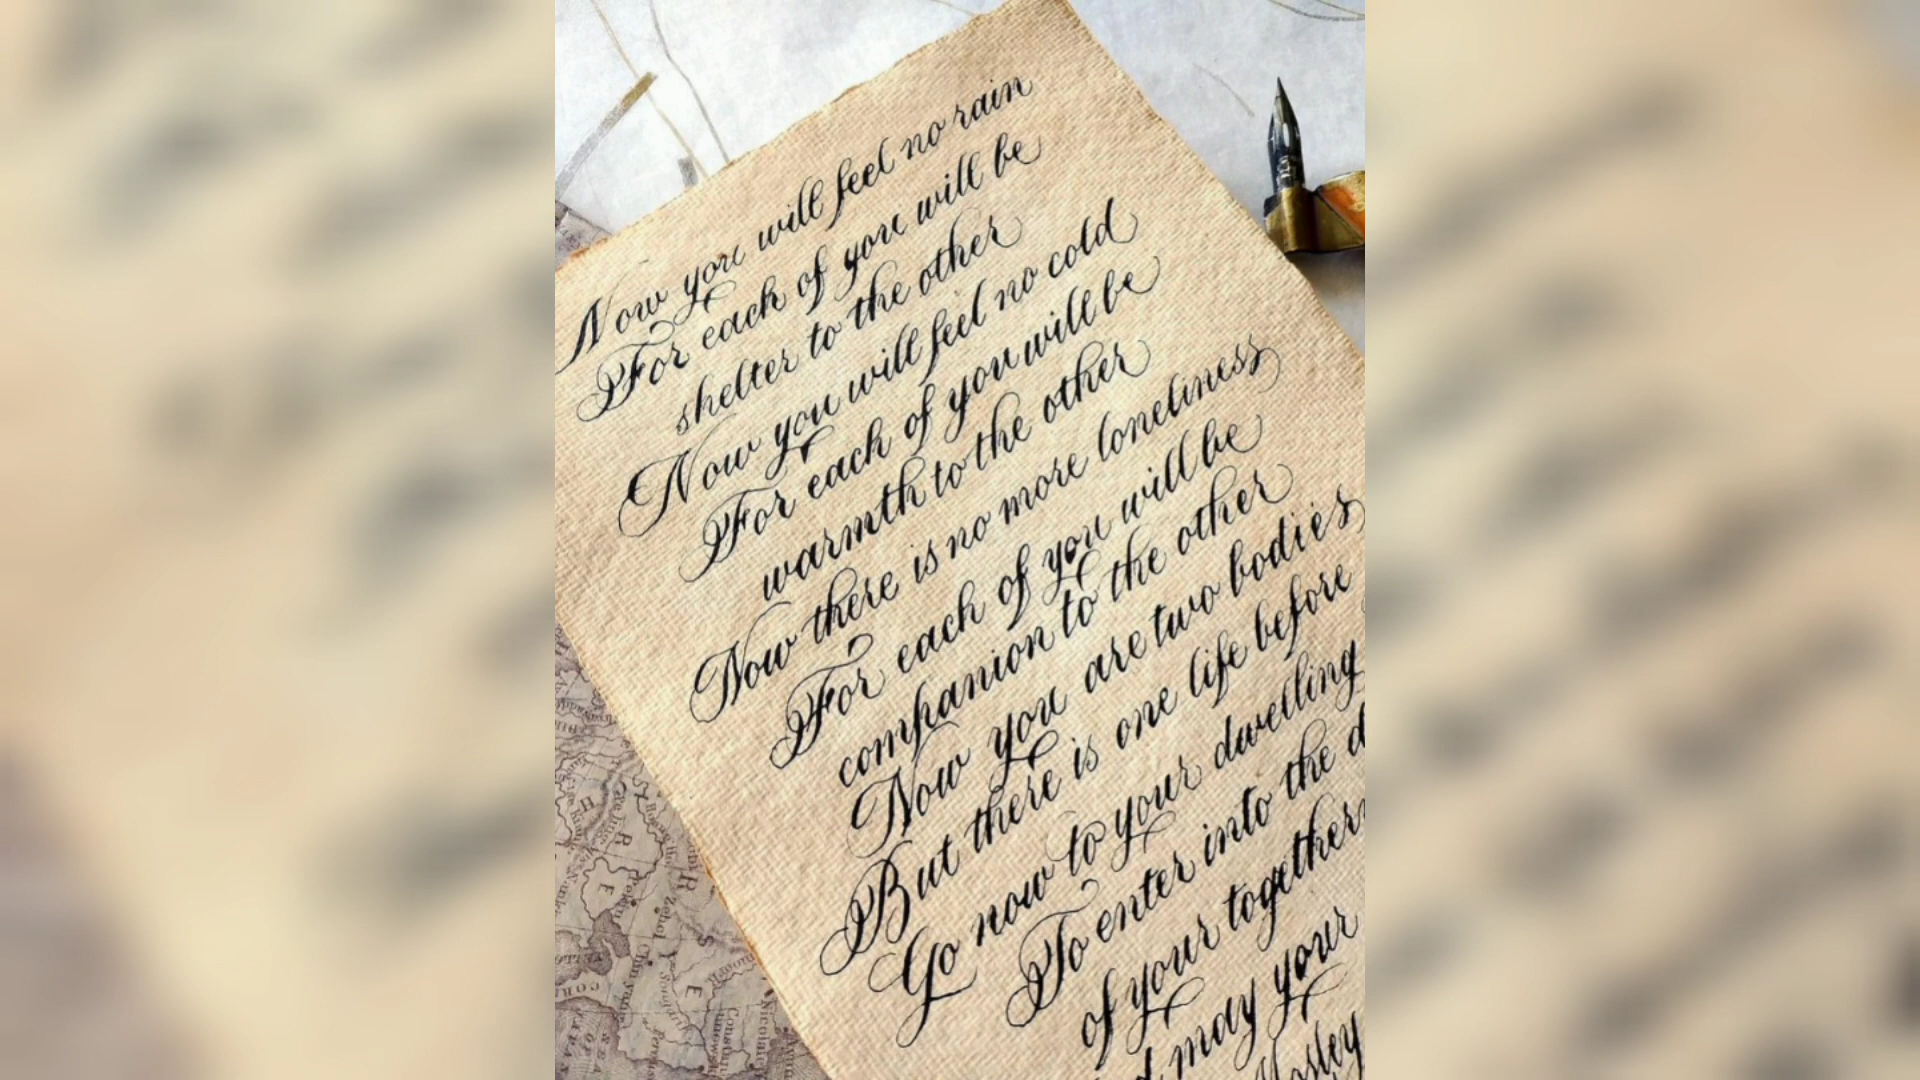 Now you will feel no rain
For each of you will be
shelter to the other
Now you will feel no cold
For each of you will be
warmth to the other
Now there is no more loneliness
For each of you will be
companion to the other
Now you are two bodies
But there is one life before
Go now to your dwelling
To enter into the
of your together
may your